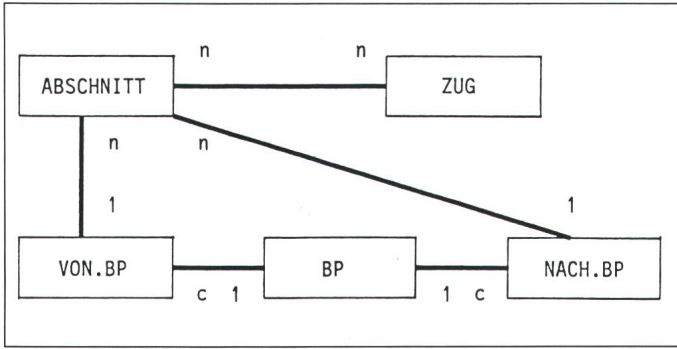 n n
ABSCHNITT ZUG
n n
1 1
VON.BP BP NACH.BP
c 1 1 c